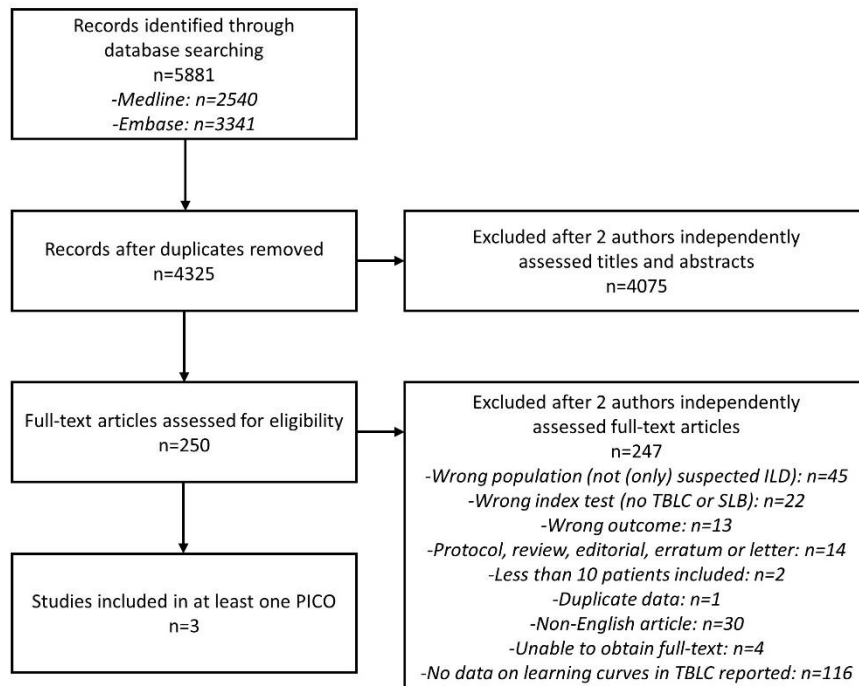 Records identified through
database searching
n=5881
-Medline: n=2540
-Embase: n=3341
Records after duplicates removed
n=4325
Excluded after 2 authors independently
assessed titles and abstracts
n=4075
Full-text articles assessed for eligibility
n=250
Excluded after 2 authors independently
assessed full-text articles
n=247
-Wrong population (not (only) suspected ILD): n=45
-Wrong index test (no TBLC or SLB): n=22
-Wrong outcome: n=13
-Protocol, review, editorial, erratum or letter: n=14
-Less than 10 patients included: n=2
-Duplicate data: n=1
-Non-English article: n=30
-Unable to obtain full-text: n=4
-No data on learning curves in TBLC reported: n=116
Studies included in at least one PICO
n=3